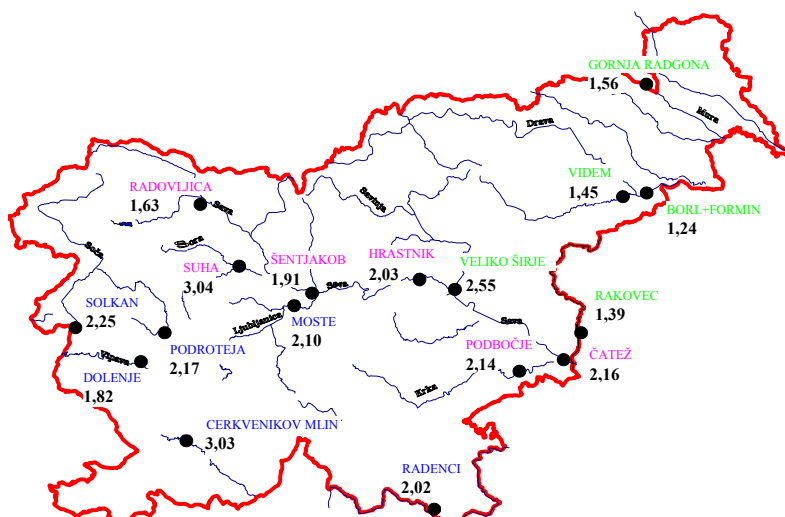 GORNJA RADGONA
1,56
Mura
Drava
VIDEM
1,45
BORL+FORMIN
1,24
RADOVLJICA
1,63
Sava
Savinja
Sora
Soča
SUHA
3,04
ŠENTJAKOB
1,91
HRASTNIK
2,03
VELIKO ŠIRJE
2,55
Sava
Sava
RAKOVEC
1,39
SOLKAN
2,25
Ljubljanica
MOSTE
2,10
PODROTEJA
2,17
Vipava
DOLENJE
1,82
PODBOČJE
2,14
ČATEŽ
2,16
Krka
CERKVENIKOV MLIN
3,03
RADENCI
2,02